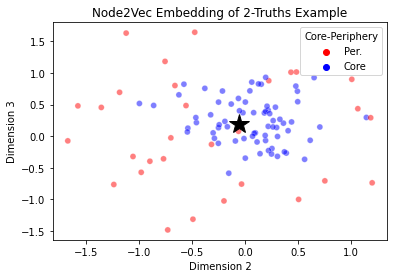 Node2Vec Embedding of 2-Truths Example
Core-Periphery
Per.
Core
1.5
1.0
0.5
0.0
−0.5
−1.0
−1.5
Dimension 3
−1.5 −1.0 −0.5 0.0 0.5 1.0
Dimension 2